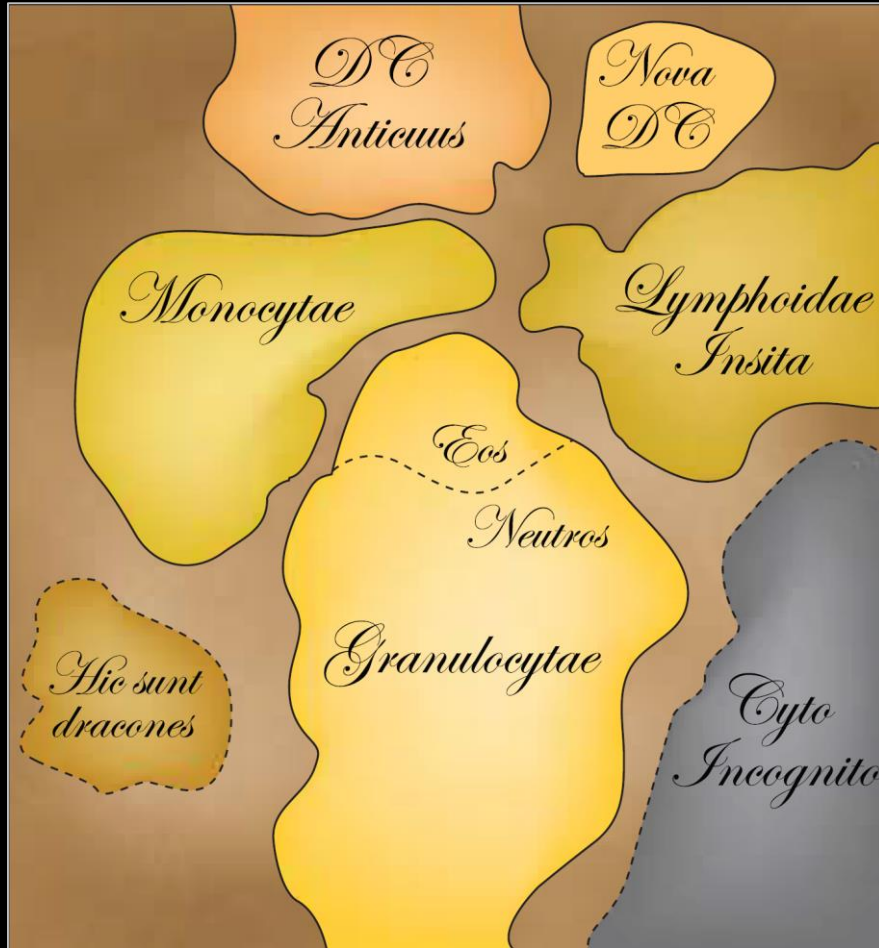 DC
Anticuus
Nova
DC
Monocytae
Lymphoidae
Insita
Eos
Neutros
Granulocytae
Hic sunt
dracones
Cyto
Incognito